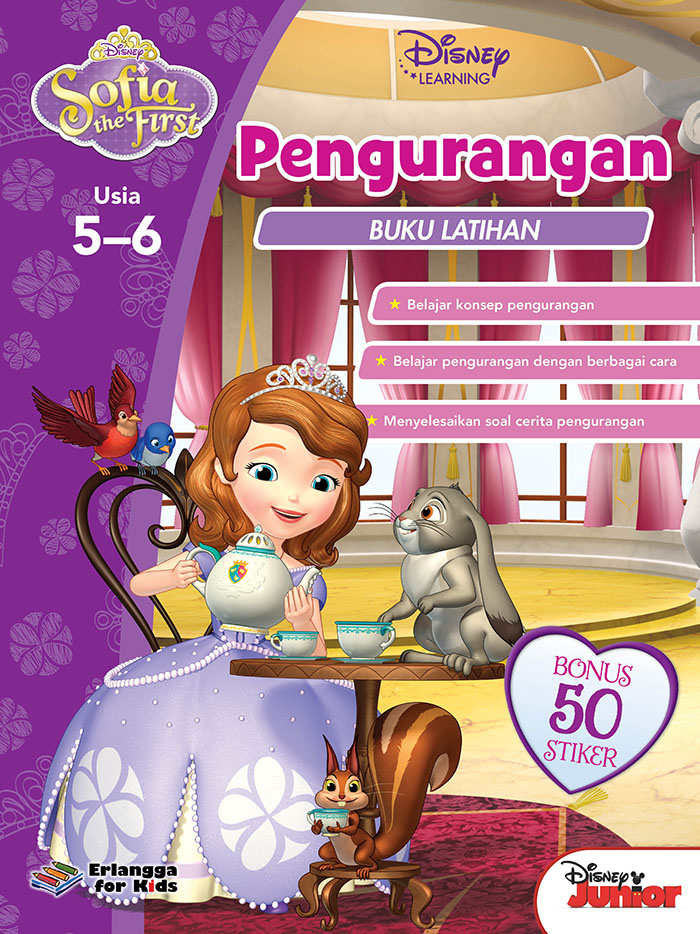 Disney
Sofia
the First
Usia
5–6
Disney
LEARNING
Pengurangan
BUKU LATIHAN
Belajar konsep pengurangan
Belajar pengurangan dengan berbagai cara
Menyelesaikan soal cerita pengurangan
BONUS
50
STIKER
Erlangga
for Kids
Disney
Junior